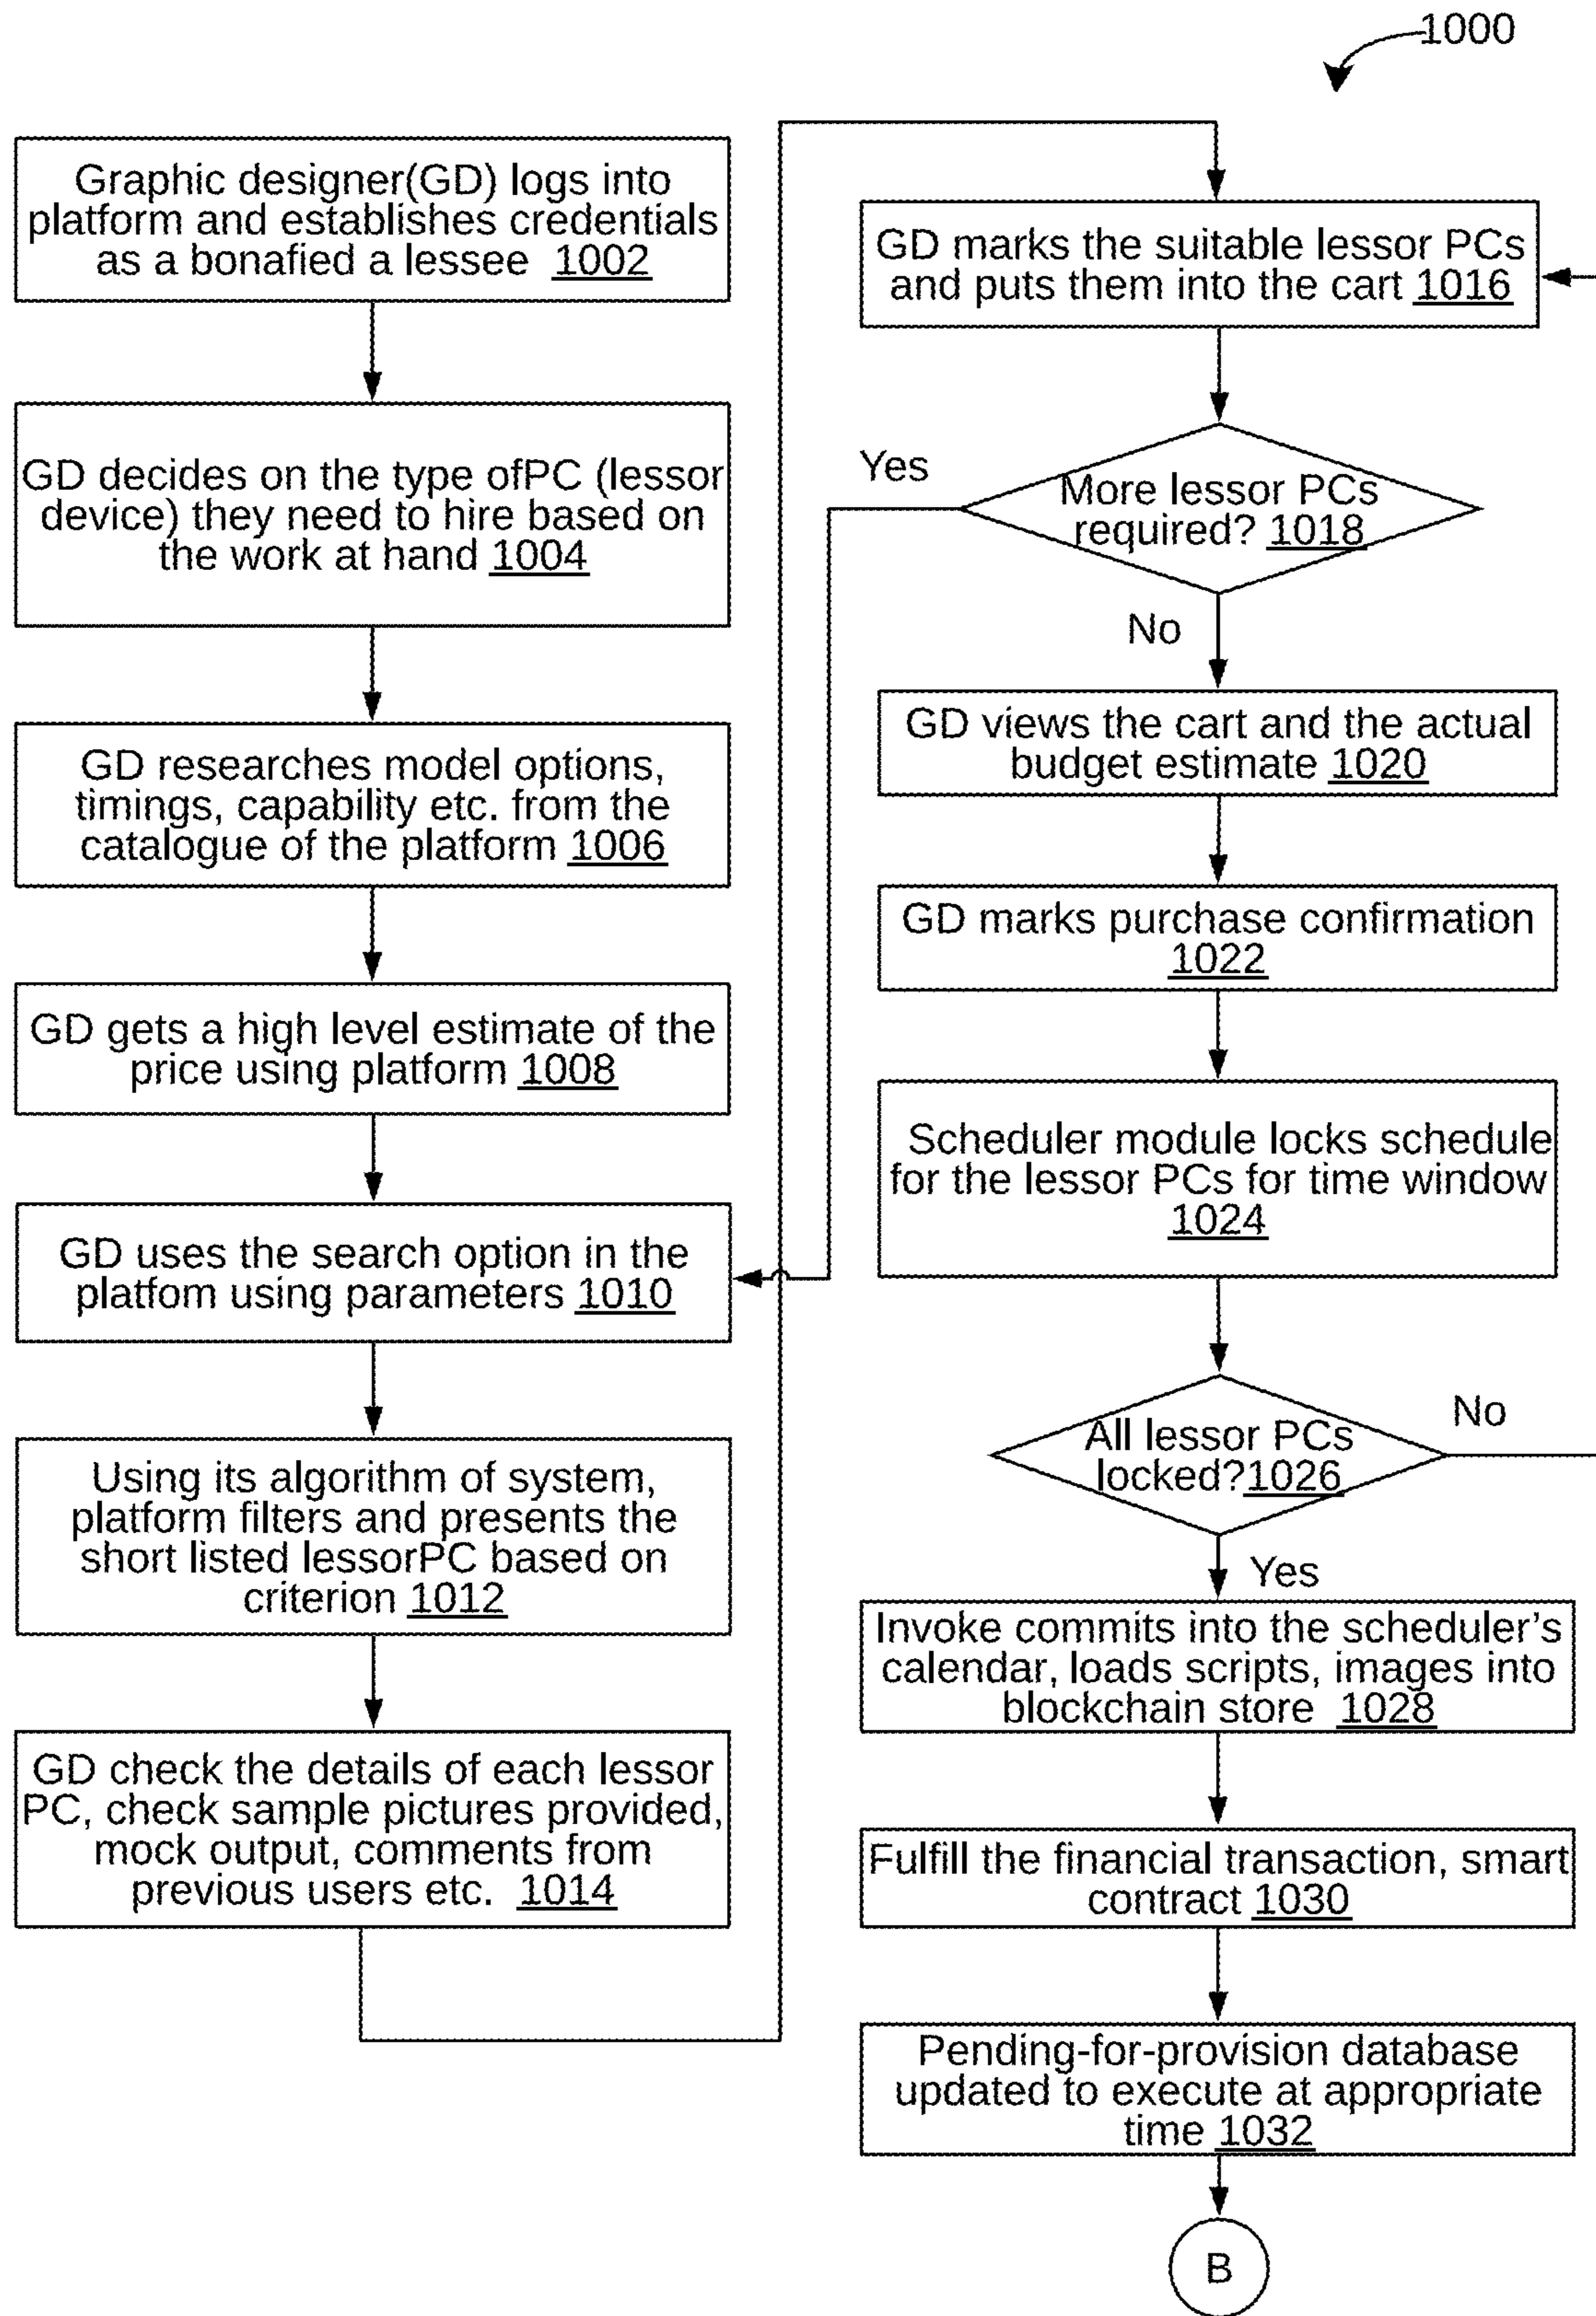 1000
Graphic designer(GD) logs into
platform and establishes credentials
as a bonafied a lessee 1002
GD decides on the type ofPC (lessor
device) they need to hire based on
the work at hand 1004
GD researches model options,
timings, capability etc. from the
catalogue of the platform 1006
GD gets a high level estimate of the
price using platform 1008
GD uses the search option in the
platfom using parameters 1010
Using its algorithm of system,
platform filters and presents the
short listed lessorPC based on
criterion 1012
GD check the details of each lessor
PC, check sample pictures provided,
mock output, comments from
previous users etc. 1014
GD marks the suitable lessor PCs
and puts them into the cart 1016
Yes
More lessor PCs
required? 1018
No
GD views the cart and the actual
budget estimate 1020
GD marks purchase confirmation
1022
Scheduler module locks schedule
for the lessor PCs for time window
1024
No
All lessor PCs
locked?1026
Yes
Invoke commits into the scheduler’s
calendar, loads scripts, images into
blockchain store 1028
Fulfill the financial transaction, smart
contract 1030
Pending-for-provision database
updated to execute at appropriate
time 1032
B